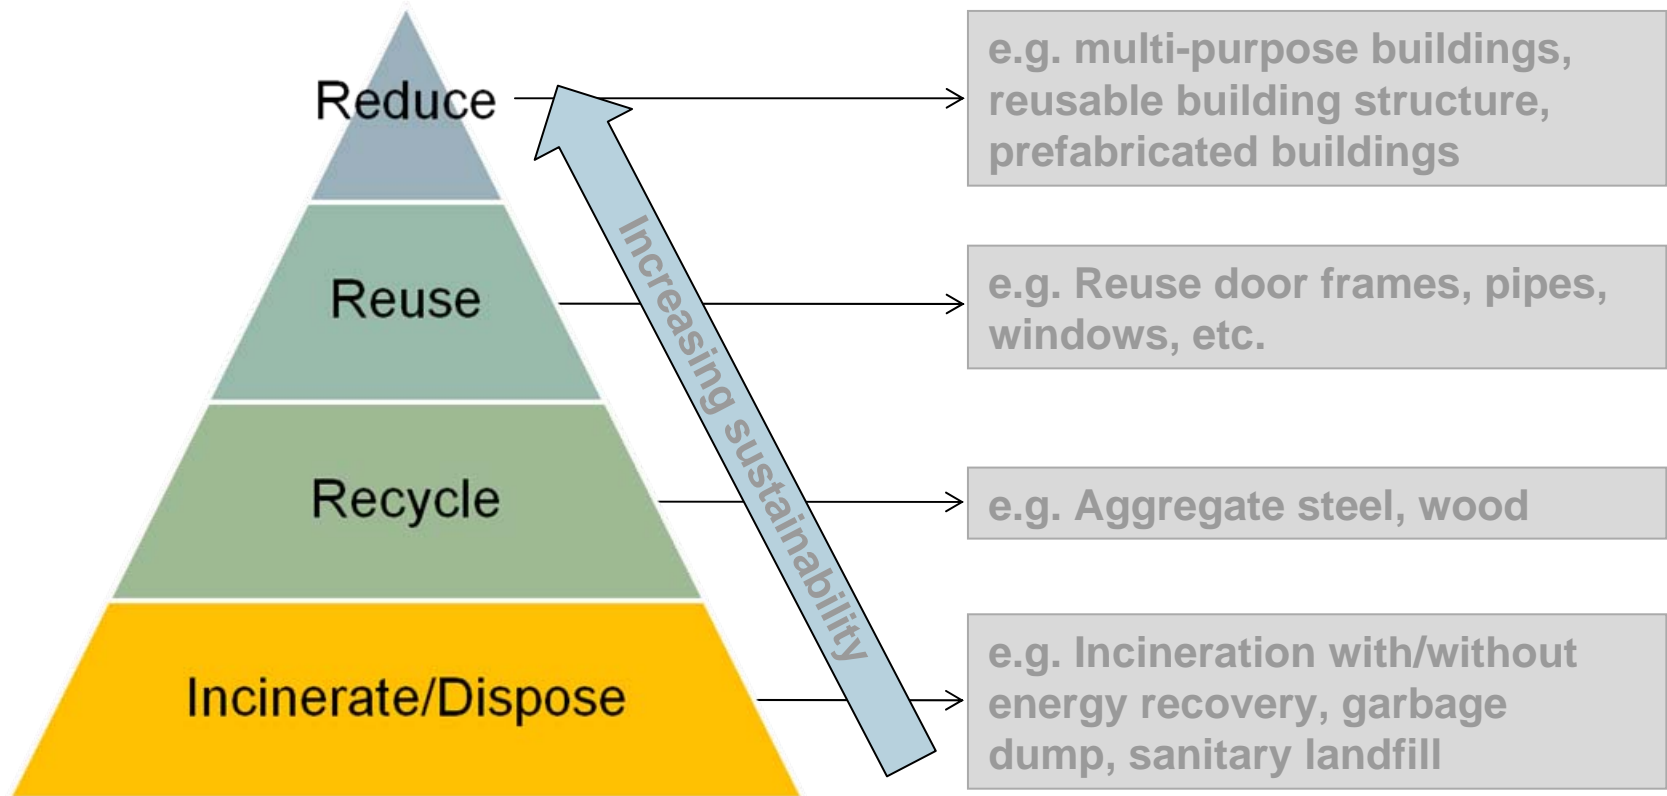 Reduce
e.g. multi-purpose buildings,
reusable building structure,
prefabricated buildings
Increasing sustainability
Reuse
e.g. Reuse door frames, pipes,
windows, etc.
Recycle
e.g. Aggregate steel, wood
Incinerate/Dispose
e.g. Incineration with/without
energy recovery, garbage
dump, sanitary landfill